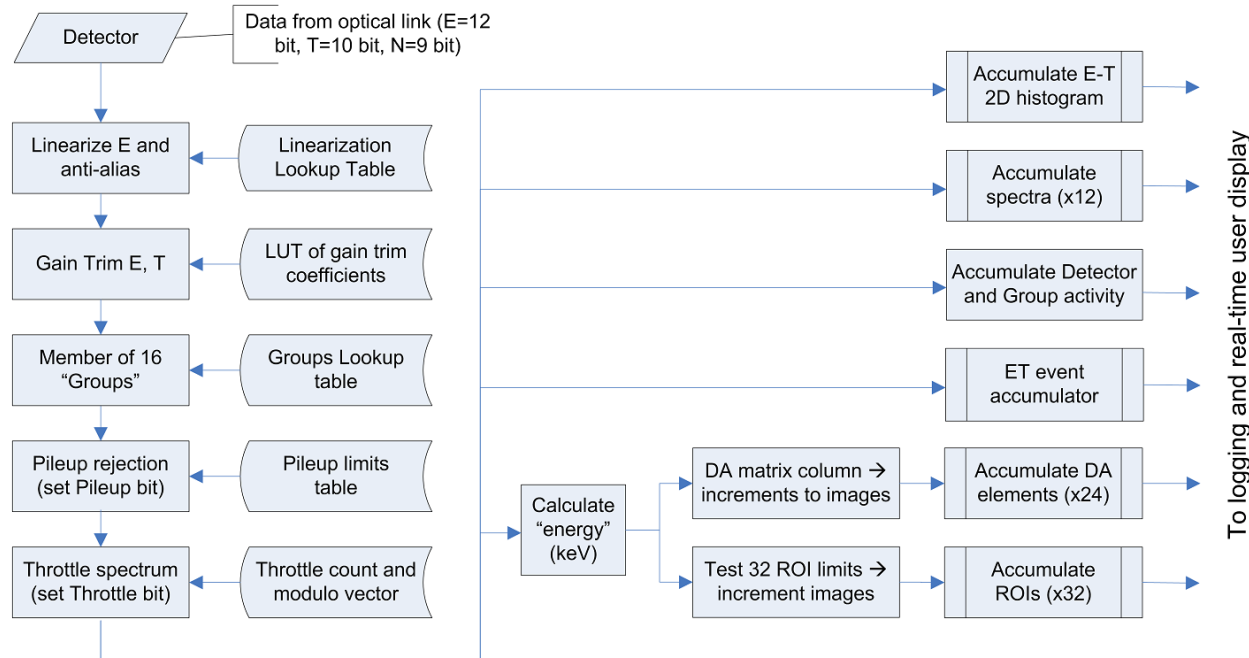 Detector
Data from optical link (E=12
bit, T=10 bit, N=9 bit)
Linearize E and
anti-alias
Linearization
Lookup Table
Gain Trim E, T
LUT of gain trim
coefficients
Member of 16
“Groups”
Groups Lookup
table
Pileup rejection
(set Pileup bit)
Pileup limits
table
Throttle spectrum
(set Throttle bit)
Throttle count and
modulo vector
Accumulate E-T
2D histogram
Accumulate
spectra (x12)
Accumulate Detector
and Group activity
ET event
accumulator
Calculate
“energy”
(keV)
DA matrix column →
increments to images
Accumulate DA
elements (x24)
Test 32 ROI limits →
increment images
Accumulate
ROIs (x32)
To logging and real-time user display